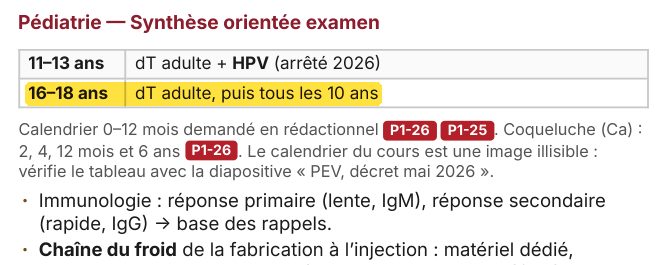 Pédiatrie — Synthèse orientée examen
11–13 ans dT adulte + HPV (arrêté 2026)
16–18 ans dT adulte, puis tous les 10 ans
Calendrier 0–12 mois demandé en rédactionnel P1-26 P1-25. Coqueluche (Ca) :
2, 4, 12 mois et 6 ans P1-26. Le calendrier du cours est une image illisible :
vérifie le tableau avec la diapositive « PEV, décret mai 2026 ».
• Immunologie : réponse primaire (lente, IgM), réponse secondaire
(rapide, IgG) → base des rappels.
• Chaîne du froid de la fabrication à l’injection : matériel dédié,